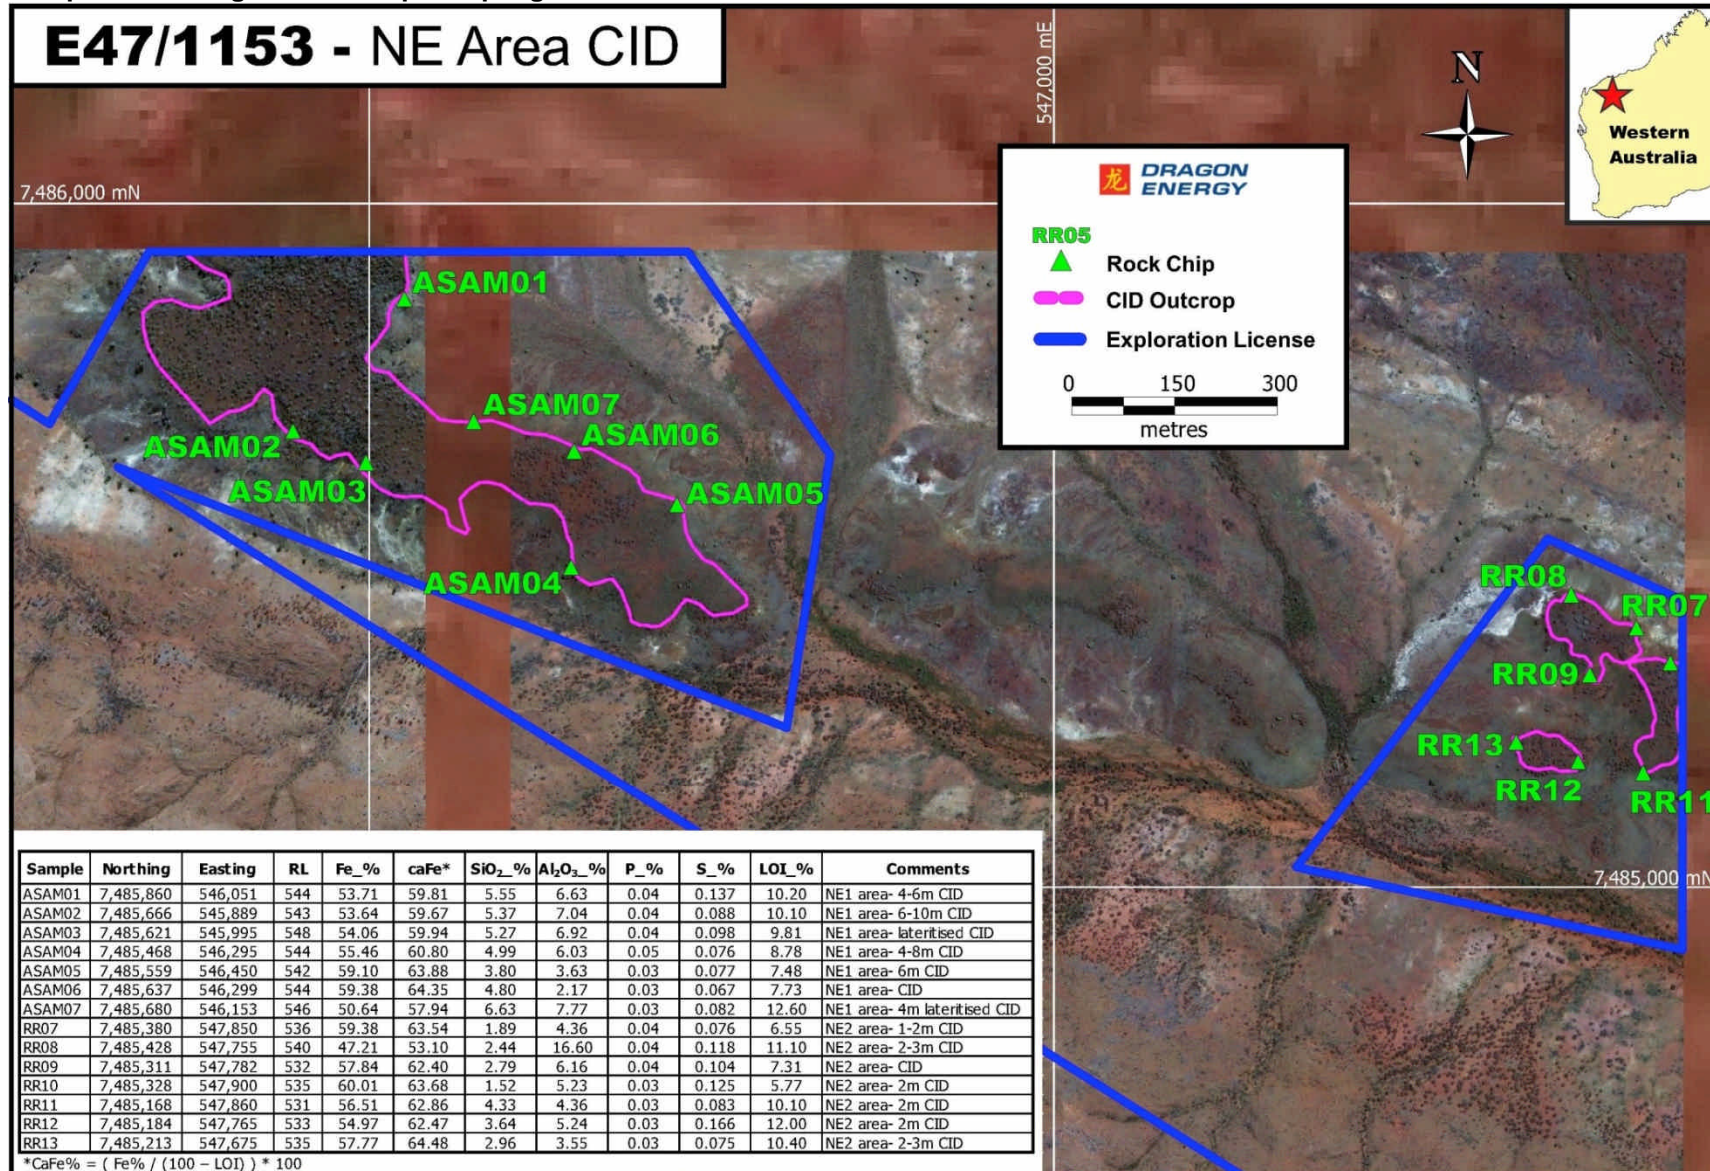 E47/1153 - NE Area CID
547,000 mE
N
Western
Australia
7,486,000 mN
龙 DRAGON
ENERGY
RR05
Rock Chip
CID Outcrop
Exploration License
0 150 300
metres
ASAM01
ASAM07
ASAM06
ASAM02
ASAM03
ASAM05
ASAM04
RR08
RR07
RR09
RR13
RR12
RR11
7,485,000 mN
Sample Northing Easting RL Fe_% caFe* SiO₂_% Al₂O₃_% P_% S_% LOI_% Comments
ASAM01 7,485,860 546,051 544 53.71 59.81 5.55 6.63 0.04 0.137 10.20 NE1 area- 4-6m CID
ASAM02 7,485,666 545,889 543 53.64 59.67 5.37 7.04 0.04 0.088 10.10 NE1 area- 6-10m CID
ASAM03 7,485,621 545,995 548 54.06 59.94 5.27 6.92 0.04 0.098 9.81 NE1 area- lateritised CID
ASAM04 7,485,468 546,295 544 55.46 60.80 4.99 6.03 0.05 0.076 8.78 NE1 area- 4-8m CID
ASAM05 7,485,559 546,450 542 59.10 63.88 3.80 3.63 0.03 0.077 7.48 NE1 area- 6m CID
ASAM06 7,485,637 546,299 544 59.38 64.35 4.80 2.17 0.03 0.067 7.73 NE1 area- CID
ASAM07 7,485,680 546,153 546 50.64 57.94 6.63 7.77 0.03 0.082 12.60 NE1 area- 4m lateritised CID
RR07 7,485,380 547,850 536 59.38 63.54 1.89 4.36 0.04 0.076 6.55 NE2 area- 1-2m CID
RR08 7,485,428 547,755 540 47.21 53.10 2.44 16.60 0.04 0.118 11.10 NE2 area- 2-3m CID
RR09 7,485,311 547,782 532 57.84 62.40 2.79 6.16 0.04 0.104 7.31 NE2 area- CID
RR10 7,485,328 547,900 535 60.01 63.68 1.52 5.23 0.03 0.125 5.77 NE2 area- 2m CID
RR11 7,485,168 547,860 531 56.51 62.86 4.33 4.36 0.03 0.083 10.10 NE2 area- 2m CID
RR12 7,485,184 547,765 533 54.97 62.47 3.64 5.24 0.03 0.166 12.00 NE2 area- 2m CID
RR13 7,485,213 547,675 535 57.77 64.48 2.96 3.55 0.03 0.075 10.40 NE2 area- 2-3m CID
*CaFe% = ( Fe% / (100 – LOI) ) * 100